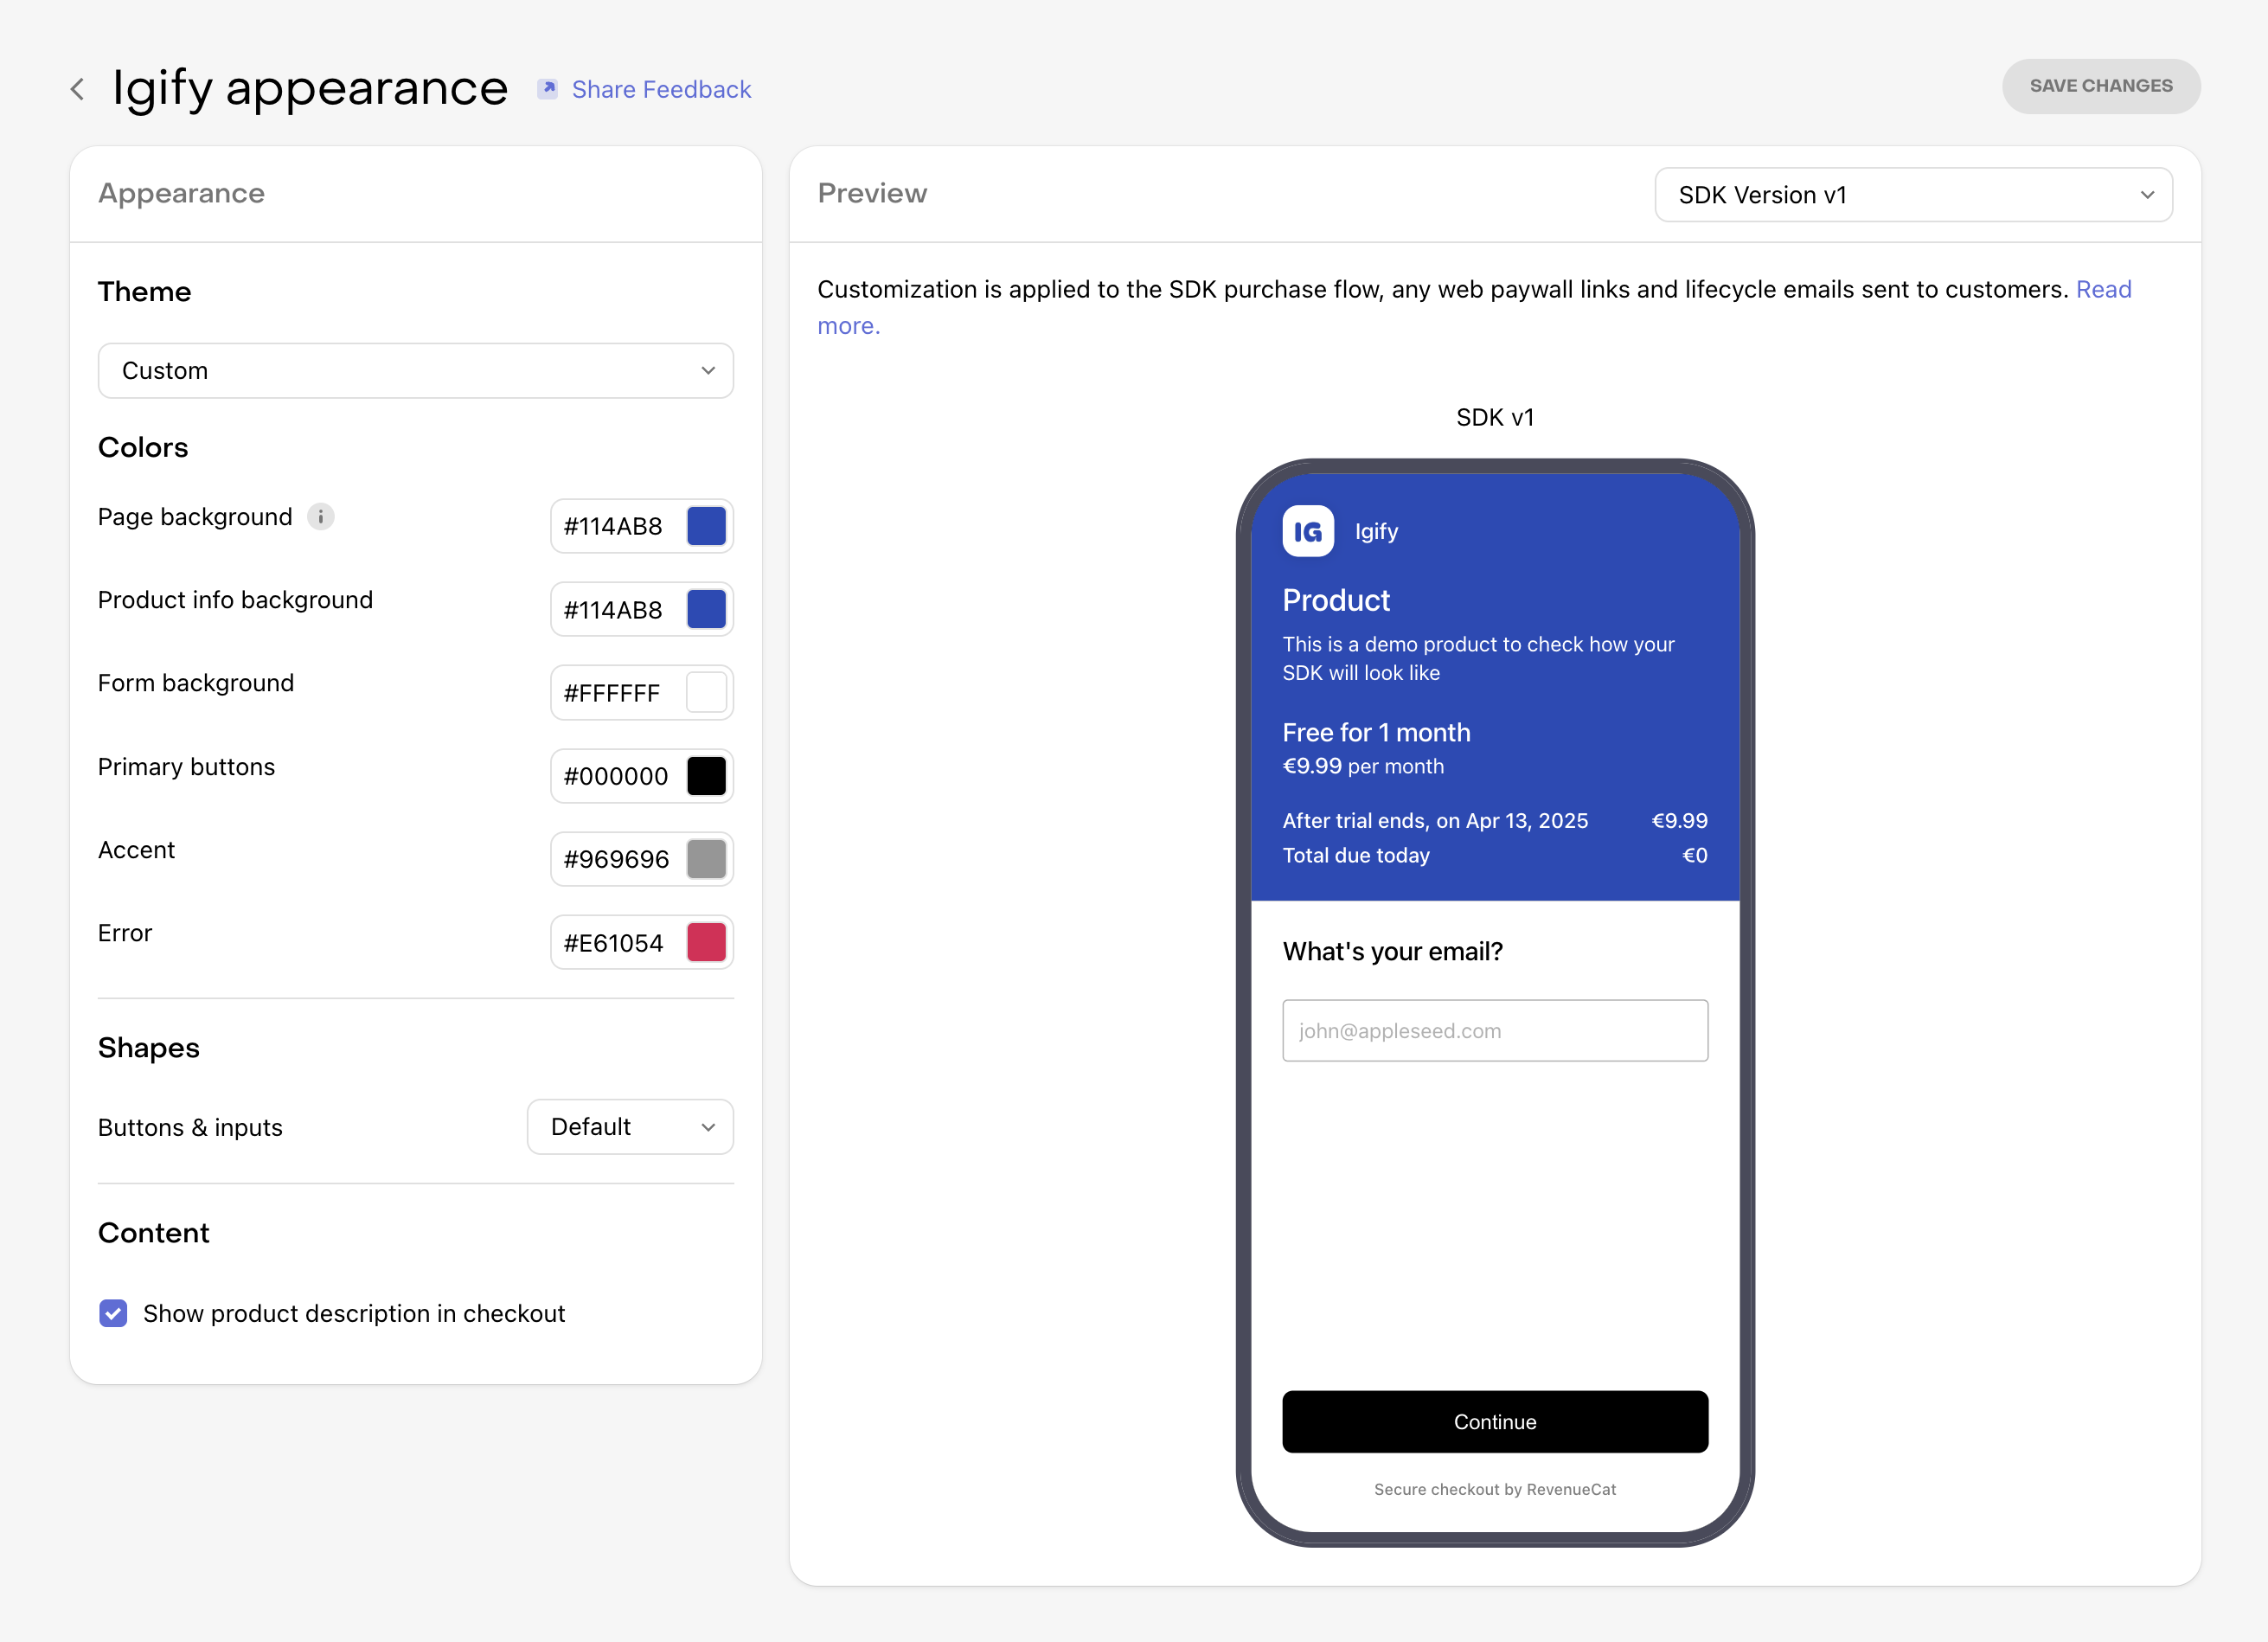 Igify appearance
Share Feedback
SAVE CHANGES
Appearance
Theme
Custom
Colors
Page background
#114AB8
Product info background
#114AB8
Form background
#FFFFFF
Primary buttons
#000000
Accent
#969696
Error
#E61054
Shapes
Buttons & inputs
Default
Content
Show product description in checkout
Preview
SDK Version v1
Customization is applied to the SDK purchase flow, any web paywall links and lifecycle emails sent to customers. Read
more.
SDK v1
IG
Igify
Product
This is a demo product to check how your
SDK will look like
Free for 1 month
€9.99 per month
After trial ends, on Apr 13, 2025 €9.99
Total due today €0
What's your email?
john@appleseed.com
Continue
Secure checkout by RevenueCat